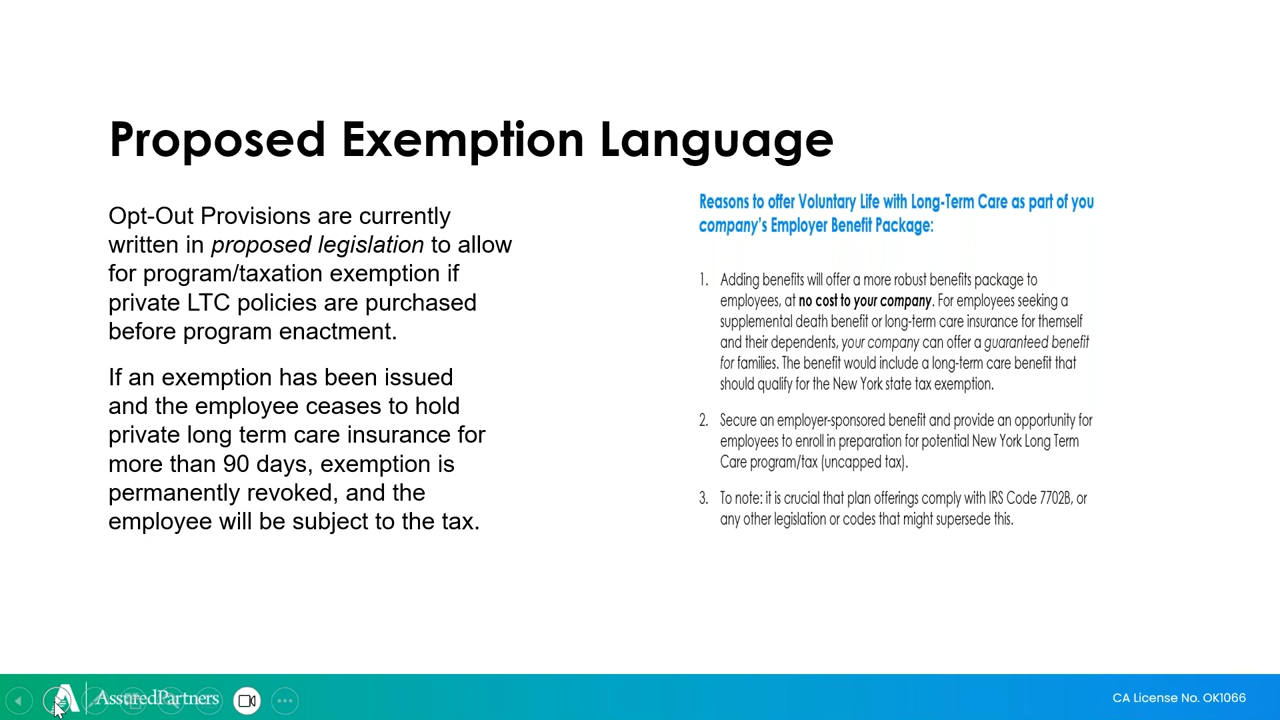 Proposed Exemption Language
Opt-Out Provisions are currently
written in proposed legislation to allow
for program/taxation exemption if
private LTC policies are purchased
before program enactment.
If an exemption has been issued
and the employee ceases to hold
private long term care insurance for
more than 90 days, exemption is
permanently revoked, and the
employee will be subject to the tax.
Reasons to offer Voluntary Life with Long-Term Care as part of you
company's Employer Benefit Package:
1. Adding benefits will offer a more robust benefits package to
employees, at no cost to your company. For employees seeking a
supplemental death benefit or long-term care insurance for themself
and their dependents, your company can offer a guaranteed benefit
for families. The benefit would include a long-term care benefit that
should qualify for the New York state tax exemption.
2. Secure an employer-sponsored benefit and provide an opportunity for
employees to enroll in preparation for potential New York Long Term
Care program/tax (uncapped tax).
3. To note: it is crucial that plan offerings comply with IRS Code 7702B, or
any other legislation or codes that might supersede this.
AssuredPartners
CA License No. OK1066